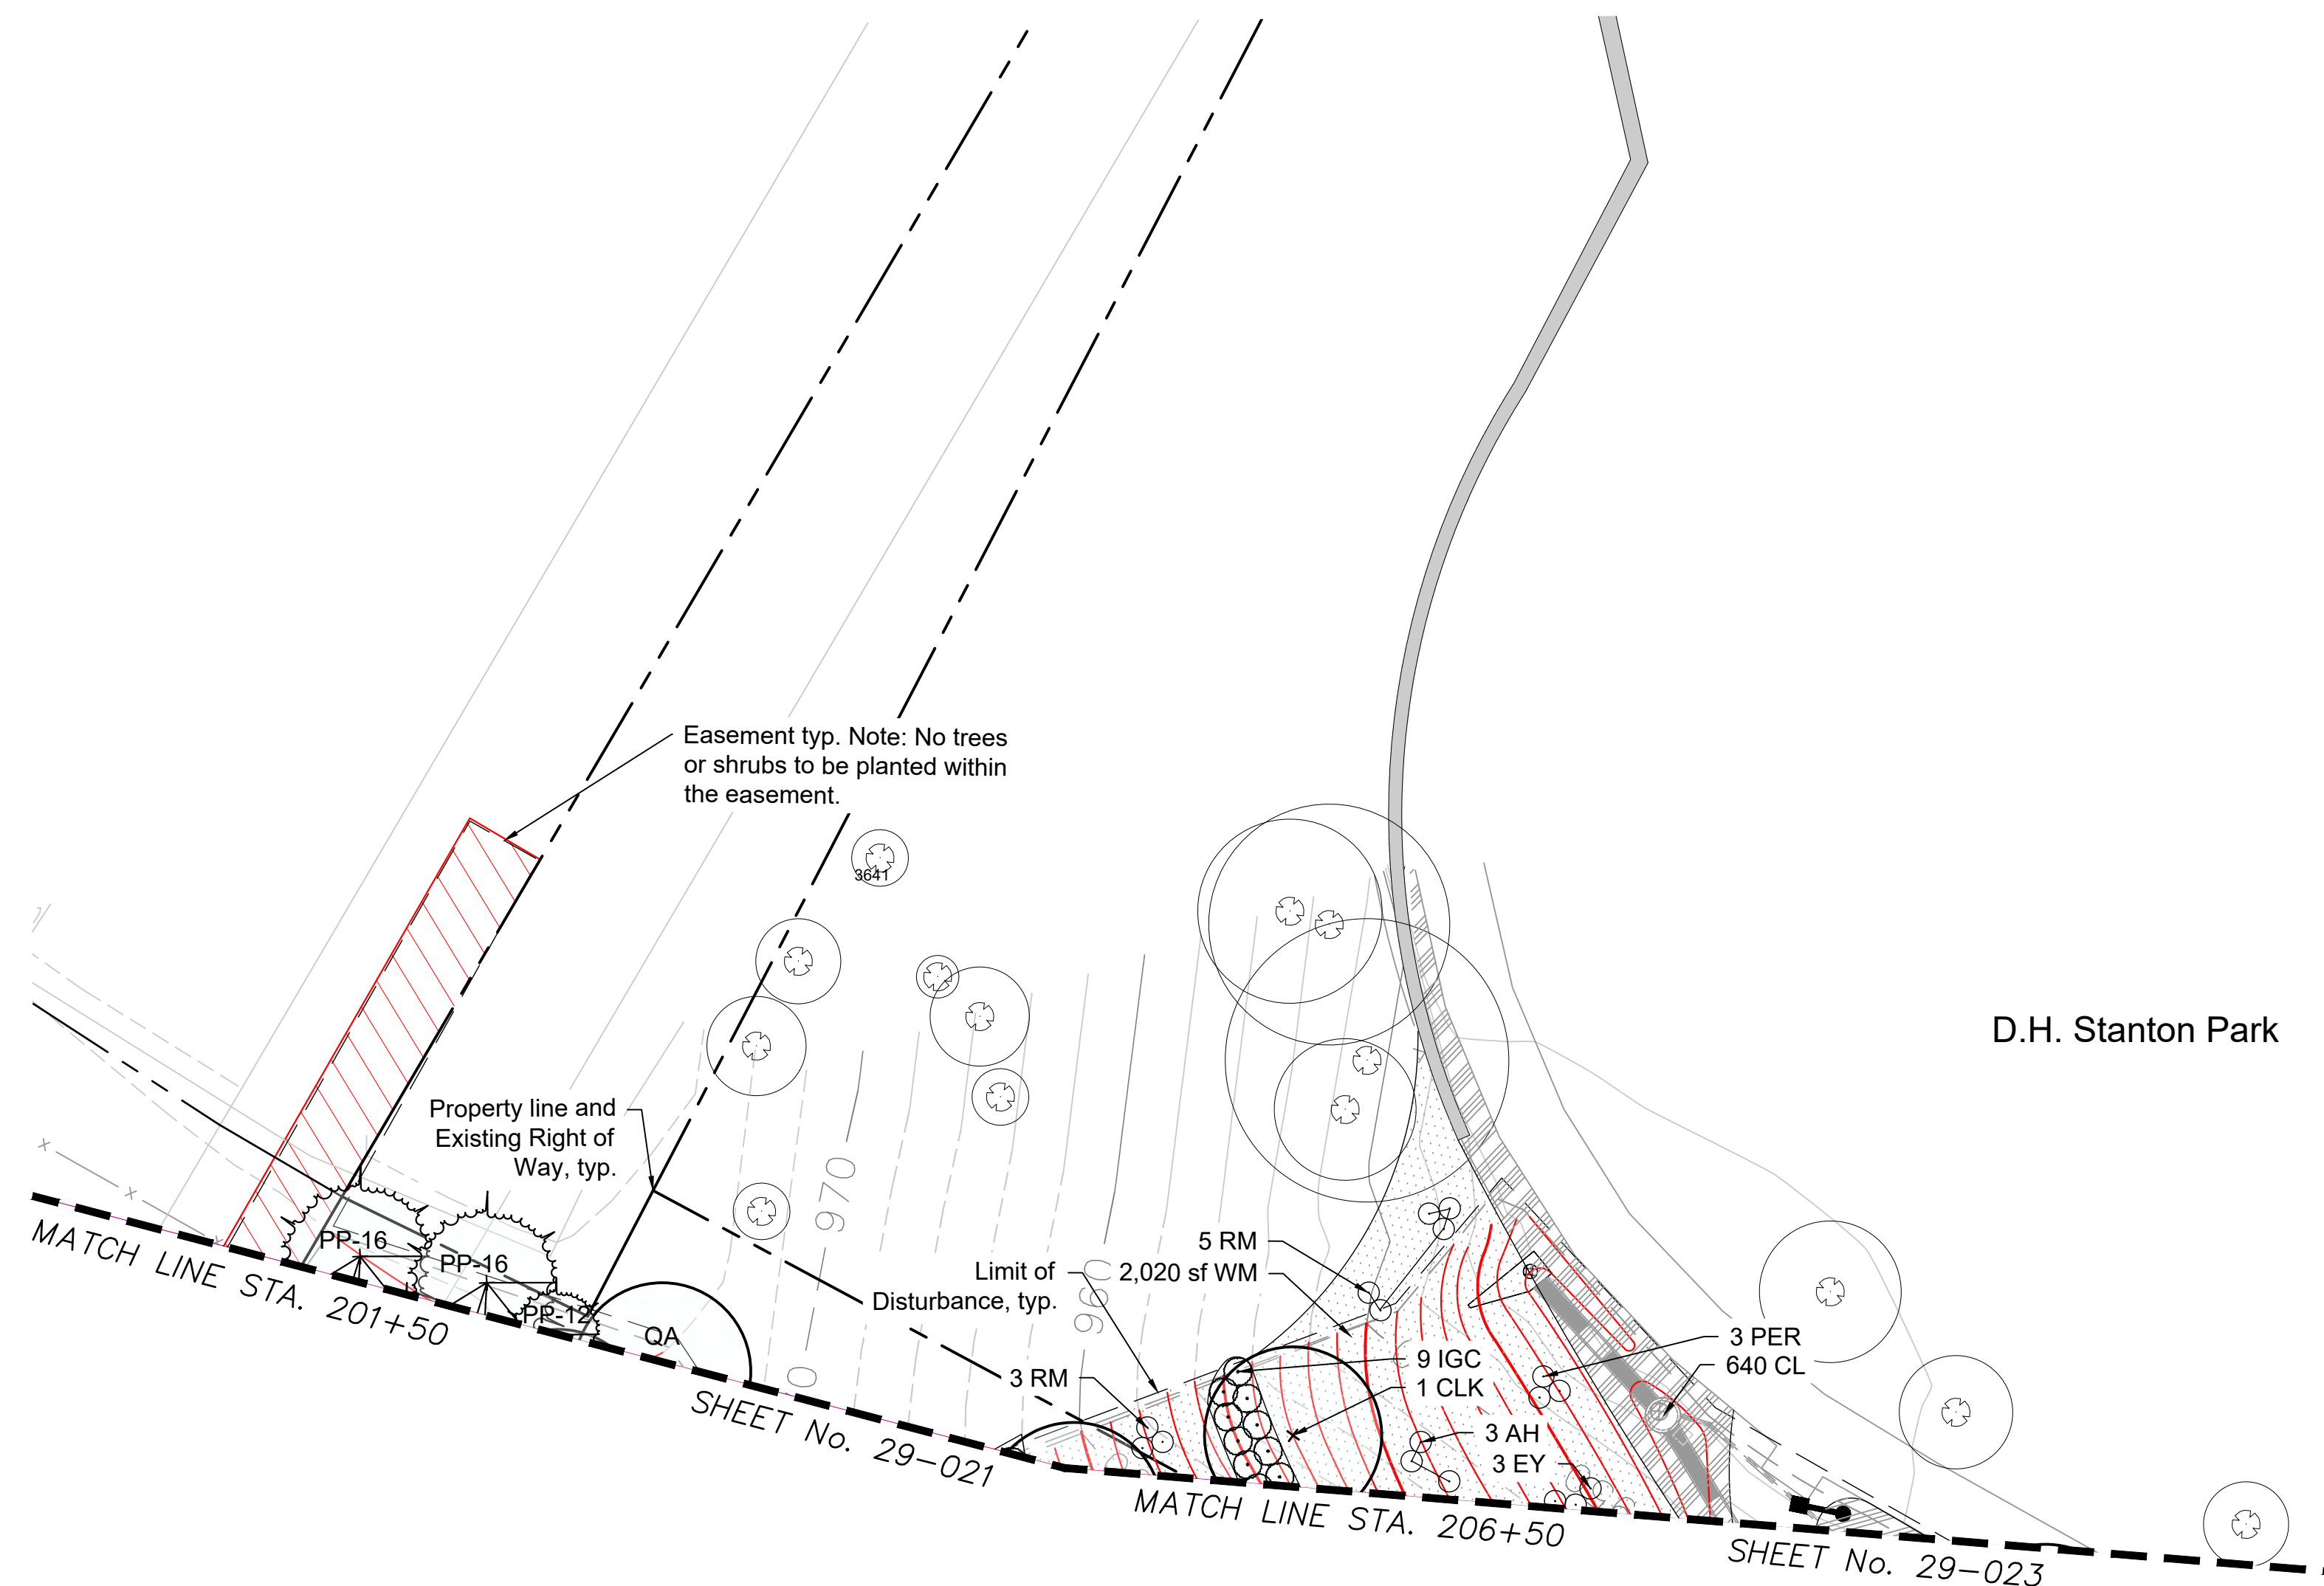 Easement typ. Note: No trees
or shrubs to be planted within
the easement.
3641
D.H. Stanton Park
Property line and
Existing Right of
Way, typ.
970
960
5 RM
2,020 sf WM
Limit of
Disturbance, typ.
PP-16
PP-16
PP-12
QA
3 RM
9 IGC
1 CLK
3 PER
640 CL
3 AH
3 EY
MATCH LINE STA. 201+50
SHEET No. 29-021
MATCH LINE STA. 206+50
SHEET No. 29-023